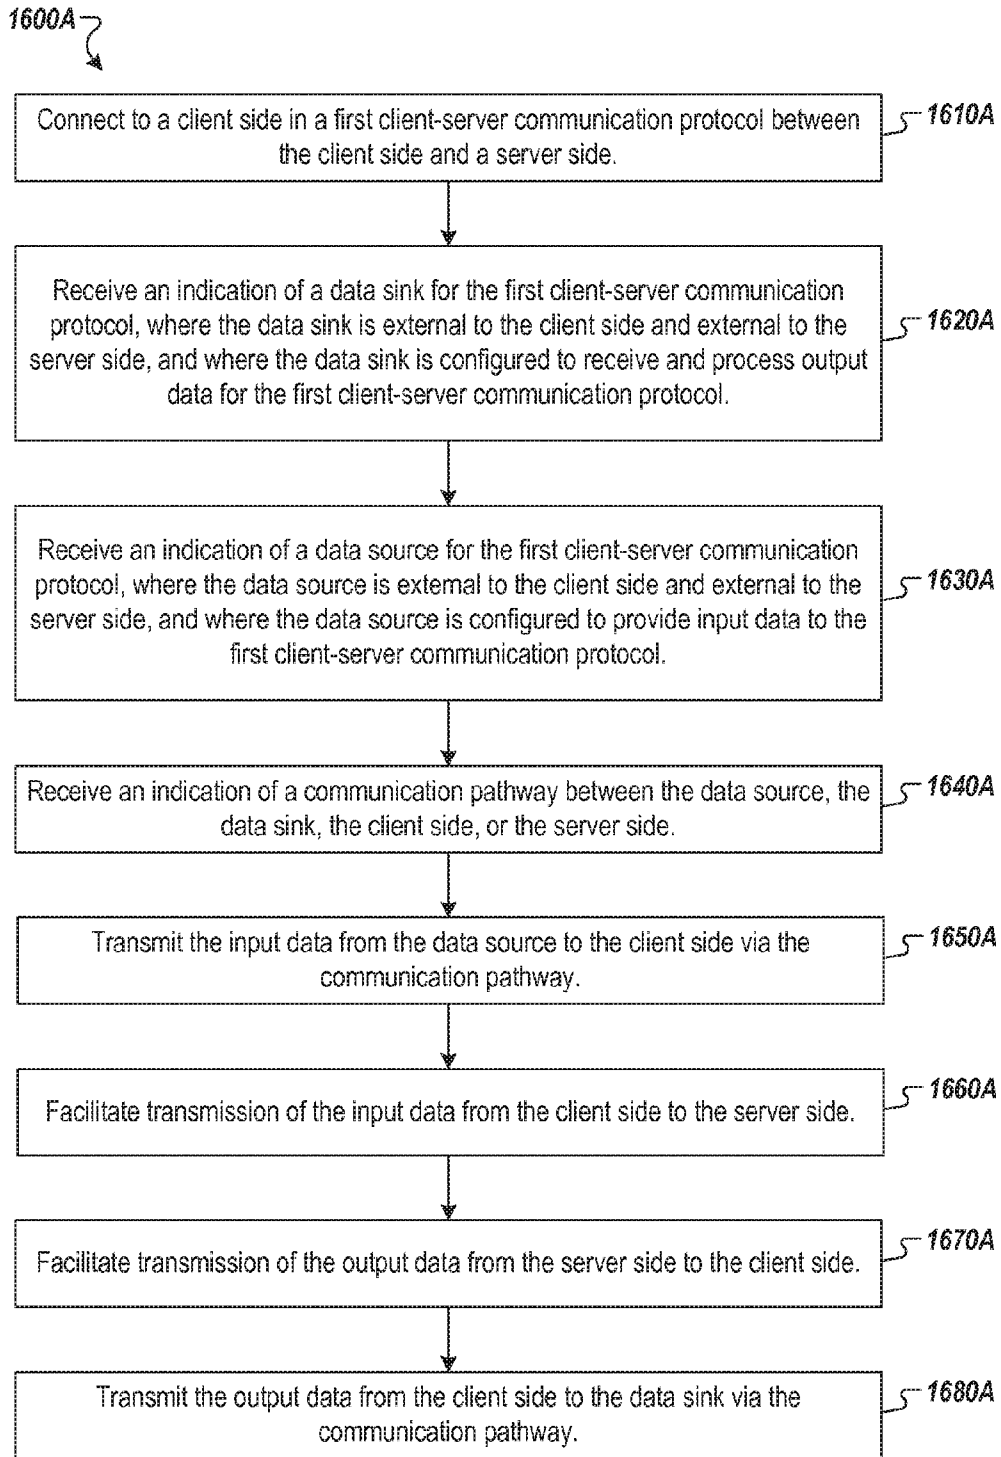 1600A
Connect to a client side in a first client-server communication protocol between
the client side and a server side.
1610A
Receive an indication of a data sink for the first client-server communication
protocol, where the data sink is external to the client side and external to the
server side, and where the data sink is configured to receive and process output
data for the first client-server communication protocol.
1620A
Receive an indication of a data source for the first client-server communication
protocol, where the data source is external to the client side and external to the
server side, and where the data source is configured to provide input data to the
first client-server communication protocol.
1630A
Receive an indication of a communication pathway between the data source, the
data sink, the client side, or the server side.
1640A
Transmit the input data from the data source to the client side via the
communication pathway.
1650A
Facilitate transmission of the input data from the client side to the server side.
1660A
Facilitate transmission of the output data from the server side to the client side.
1670A
Transmit the output data from the client side to the data sink via the
communication pathway.
1680A